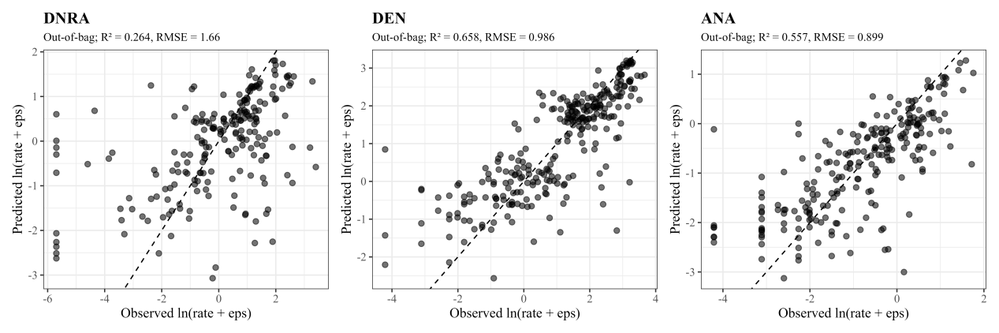 DNRA
Out-of-bag; R² = 0.264, RMSE = 1.66
2
1
0
-1
-2
-3
-6
-4
-2
0
2
Predicted ln(rate + eps)
Observed ln(rate + eps)
DEN
Out-of-bag; R² = 0.658, RMSE = 0.986
3
2
1
0
-1
-2
-4
-2
0
2
4
Predicted ln(rate + eps)
Observed ln(rate + eps)
ANA
Out-of-bag; R² = 0.557, RMSE = 0.899
1
0
-1
-2
-3
-4
-2
0
2
Predicted ln(rate + eps)
Observed ln(rate + eps)